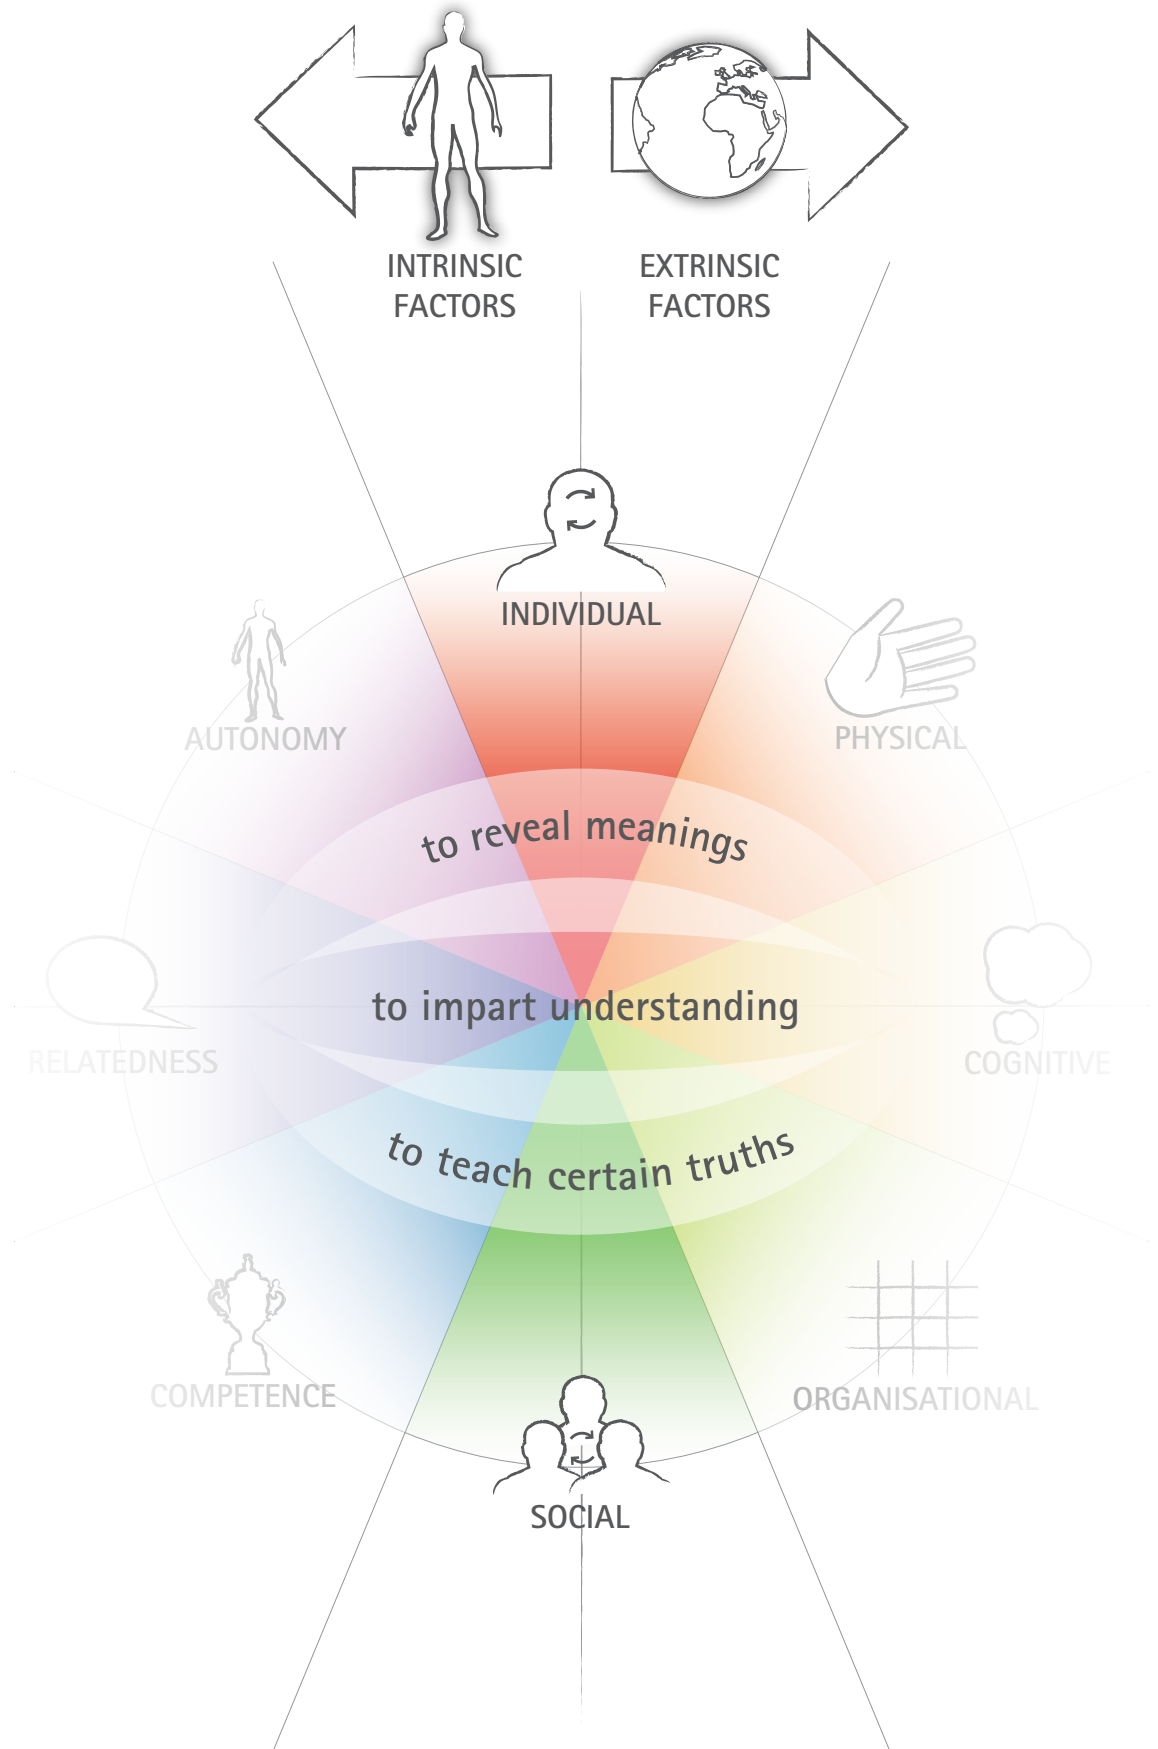 INTRINSIC
FACTORS
EXTRINSIC
FACTORS
INDIVIDUAL
AUTONOMY
PHYSICAL
to reveal meanings
to impart understanding
RELATEDNESS
COGNITIVE
to teach certain truths
COMPETENCE
ORGANISATIONAL
SOCIAL